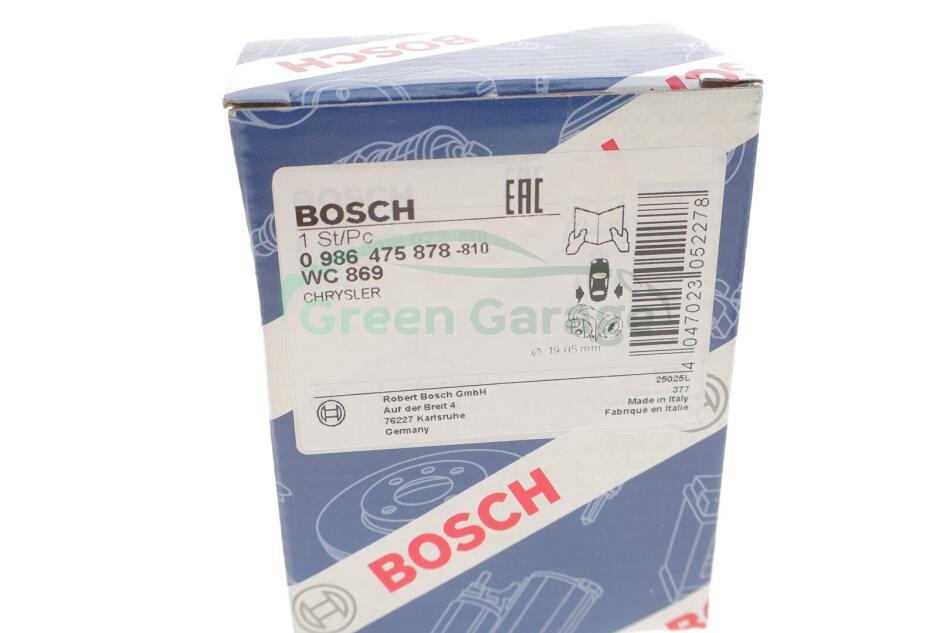 BOSCH
BOSCH
BOSCH
EAC
1 St/Pc
0 986 475 878 -810
WC 869
CHRYSLER
Green Garage
Ø 19.05 mm
4 047023 052278
Robert Bosch GmbH
Auf der Breit 4
76227 Karlsruhe
Germany
25025L
377
Made in Italy
Fabriqué en Italie
BOSCH
BOSCH